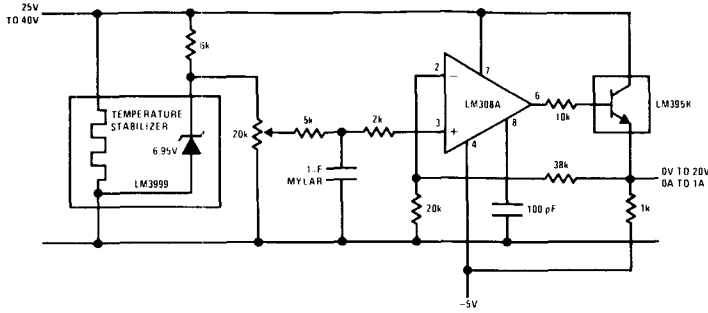 25V
TO 40V
6k
TEMPERATURE
STABILIZER
6.95V
LM3999
20k
5k
1µF
MYLAR
2k
2
3
7
LM308A
6
8
4
10k
LM395K
38k
20k
100 pF
1k
0V TO 20V
0A TO 1A
−5V